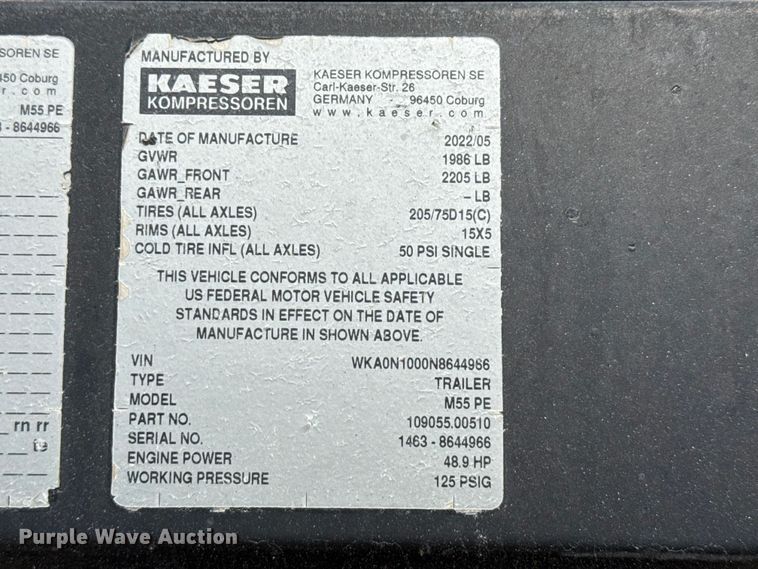 SOREN SE
450 Coburg
r . c o m
M55 PE
- 8644966
rn rr
te
MANUFACTURED BY
KAESER
KOMPRESSOREN
KAESER KOMPRESSOREN SE
Carl-Kaeser-Str. 26
GERMANY - 96450 Coburg
www.kaeser.com
DATE OF MANUFACTURE 2022/05
GVWR 1986 LB
GAWR_FRONT 2205 LB
GAWR_REAR – LB
TIRES (ALL AXLES) 205/75D15(C)
RIMS (ALL AXLES) 15X5
COLD TIRE INFL (ALL AXLES) 50 PSI SINGLE
THIS VEHICLE CONFORMS TO ALL APPLICABLE
US FEDERAL MOTOR VEHICLE SAFETY
STANDARDS IN EFFECT ON THE DATE OF
MANUFACTURE IN SHOWN ABOVE.
VIN WKA0N1000N8644966
TYPE TRAILER
MODEL M55 PE
PART NO. 109055.00510
SERIAL NO. 1463 - 8644966
ENGINE POWER 48.9 HP
WORKING PRESSURE 125 PSIG
Purple Wave Auction